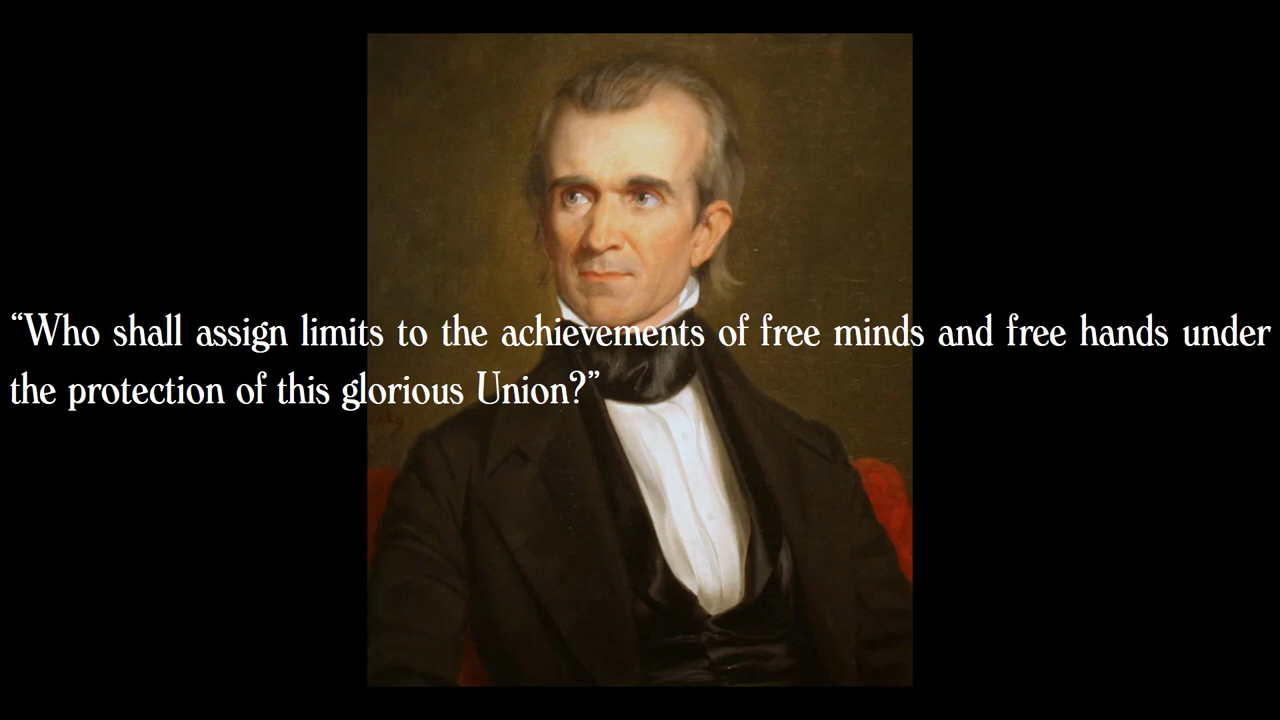 “Who shall assign limits to the achievements of free minds and free hands under
the protection of this glorious Union?”